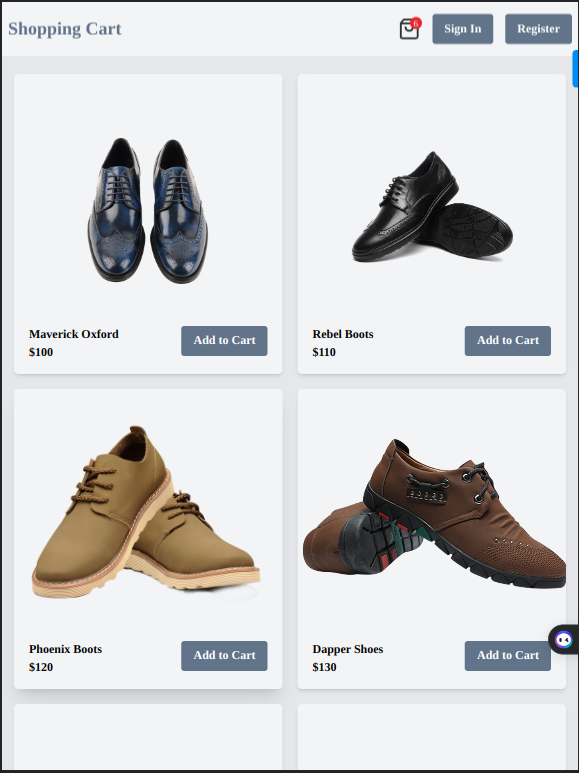 Shopping Cart
6
Sign In
Register
Maverick Oxford
$100
Add to Cart
Rebel Boots
$110
Add to Cart
Phoenix Boots
$120
Add to Cart
Dapper Shoes
$130
Add to Cart